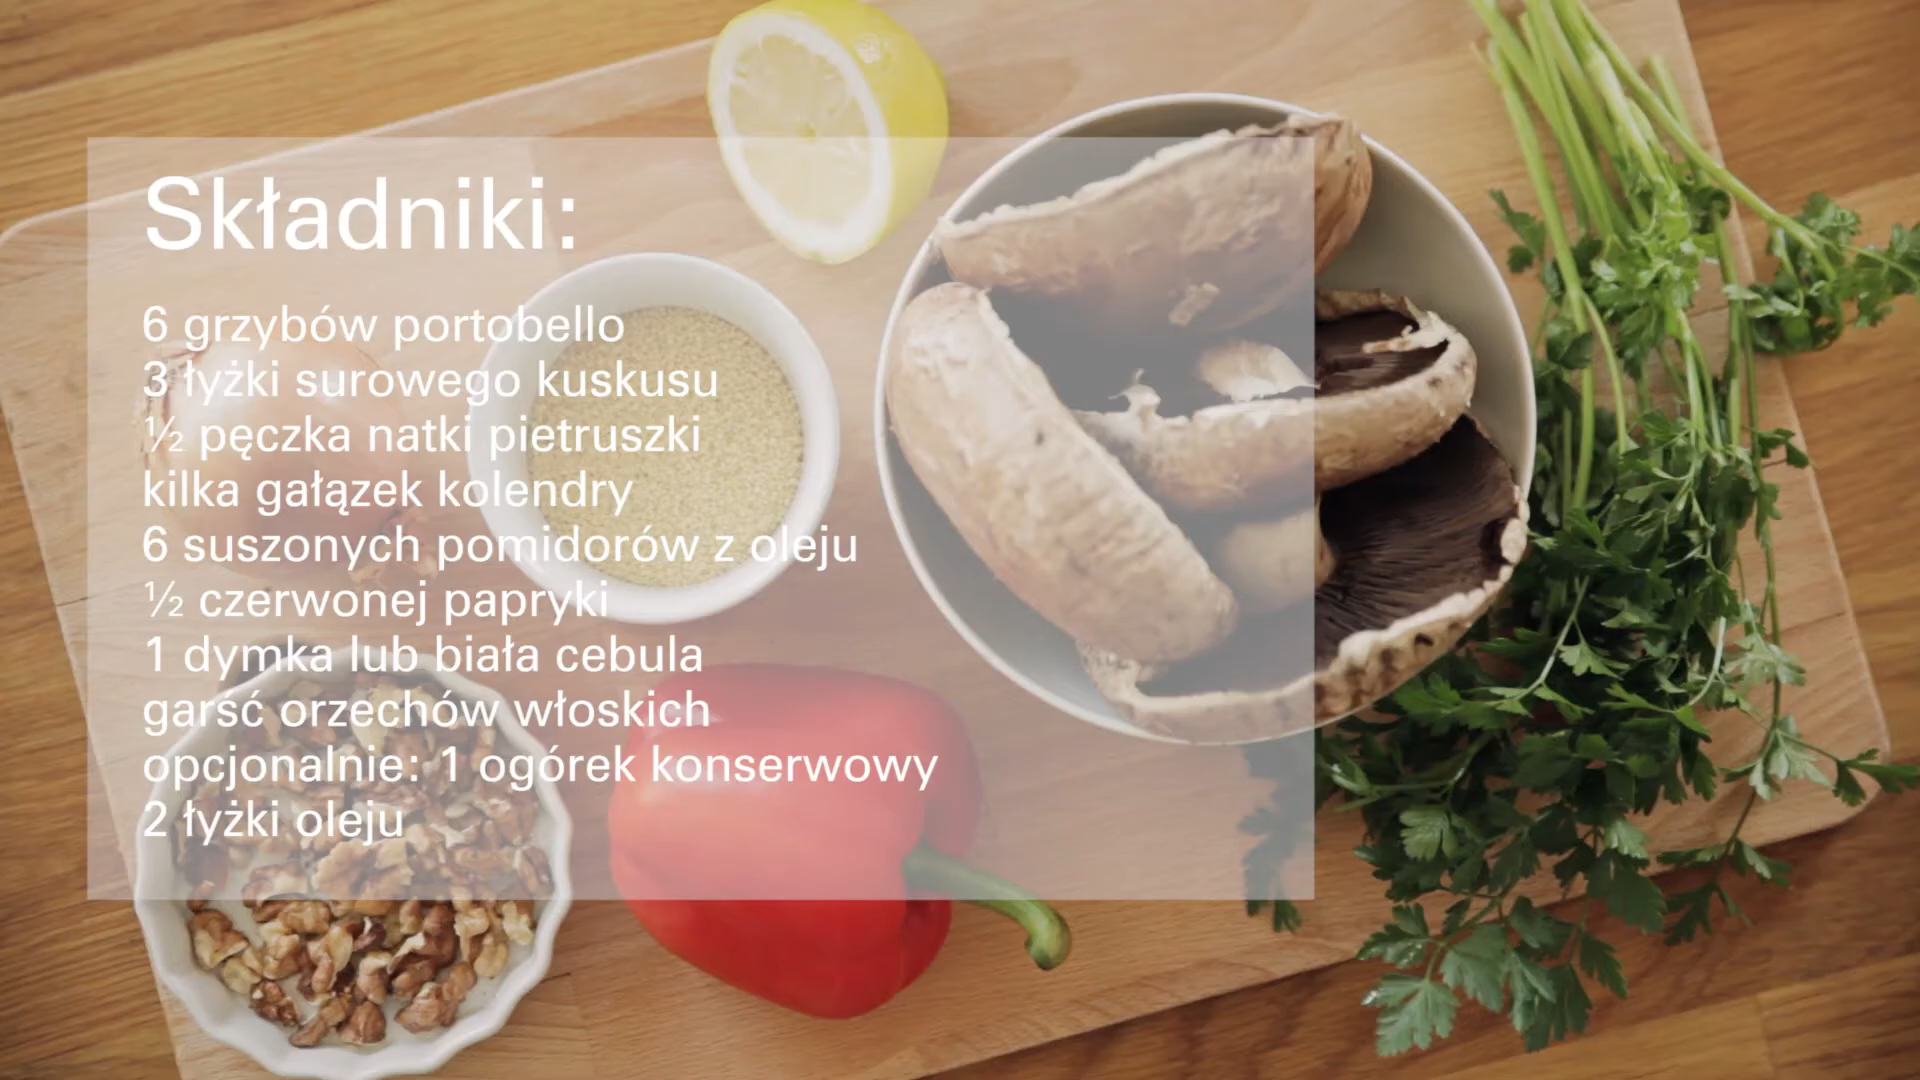 Składniki:
6 grzybów portobello
3 łyżki surowego kuskusu
½ pęczka natki pietruszki
kilka gałązek kolendry
6 suszonych pomidorów z oleju
½ czerwonej papryki
1 dymka lub biała cebula
garść orzechów włoskich
opcjonalnie: 1 ogórek konserwowy
2 łyżki oleju